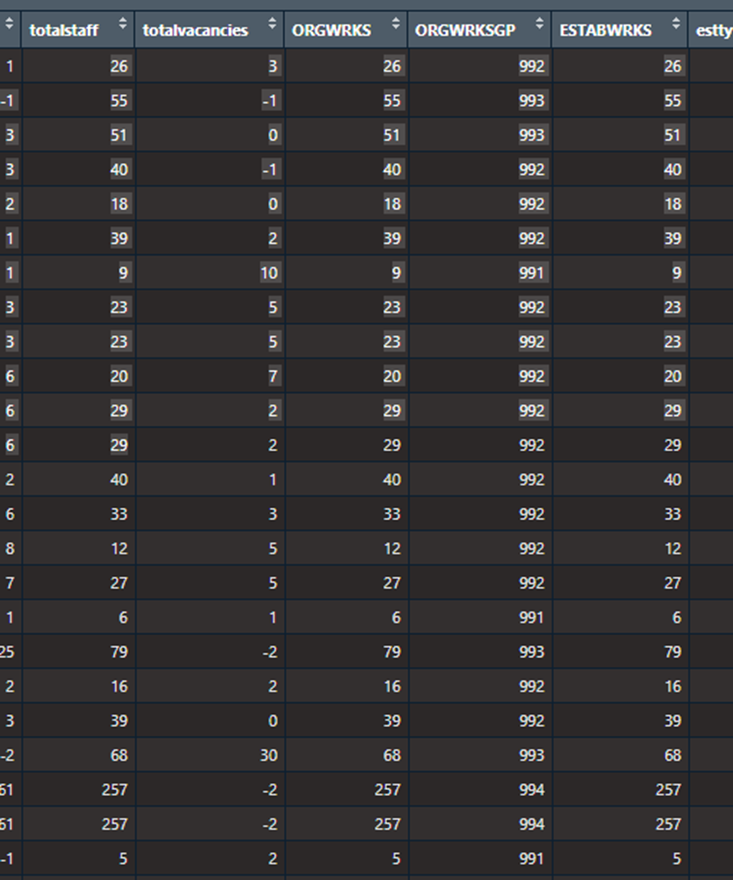 totalstaff totalvacancies ORGWRKS ORGWRKSGP ESTABWRKS estty
1 26 3 26 992 26
-1 55 -1 55 993 55
3 51 0 51 993 51
3 40 -1 40 992 40
2 18 0 18 992 18
1 39 2 39 992 39
1 9 10 9 991 9
3 23 5 23 992 23
3 23 5 23 992 23
6 20 7 20 992 20
6 29 2 29 992 29
6 29 2 29 992 29
2 40 1 40 992 40
6 33 3 33 992 33
8 12 5 12 992 12
7 27 5 27 992 27
1 6 1 6 991 6
25 79 -2 79 993 79
2 16 2 16 992 16
3 39 0 39 992 39
-2 68 30 68 993 68
61 257 -2 257 994 257
61 257 -2 257 994 257
-1 5 2 5 991 5